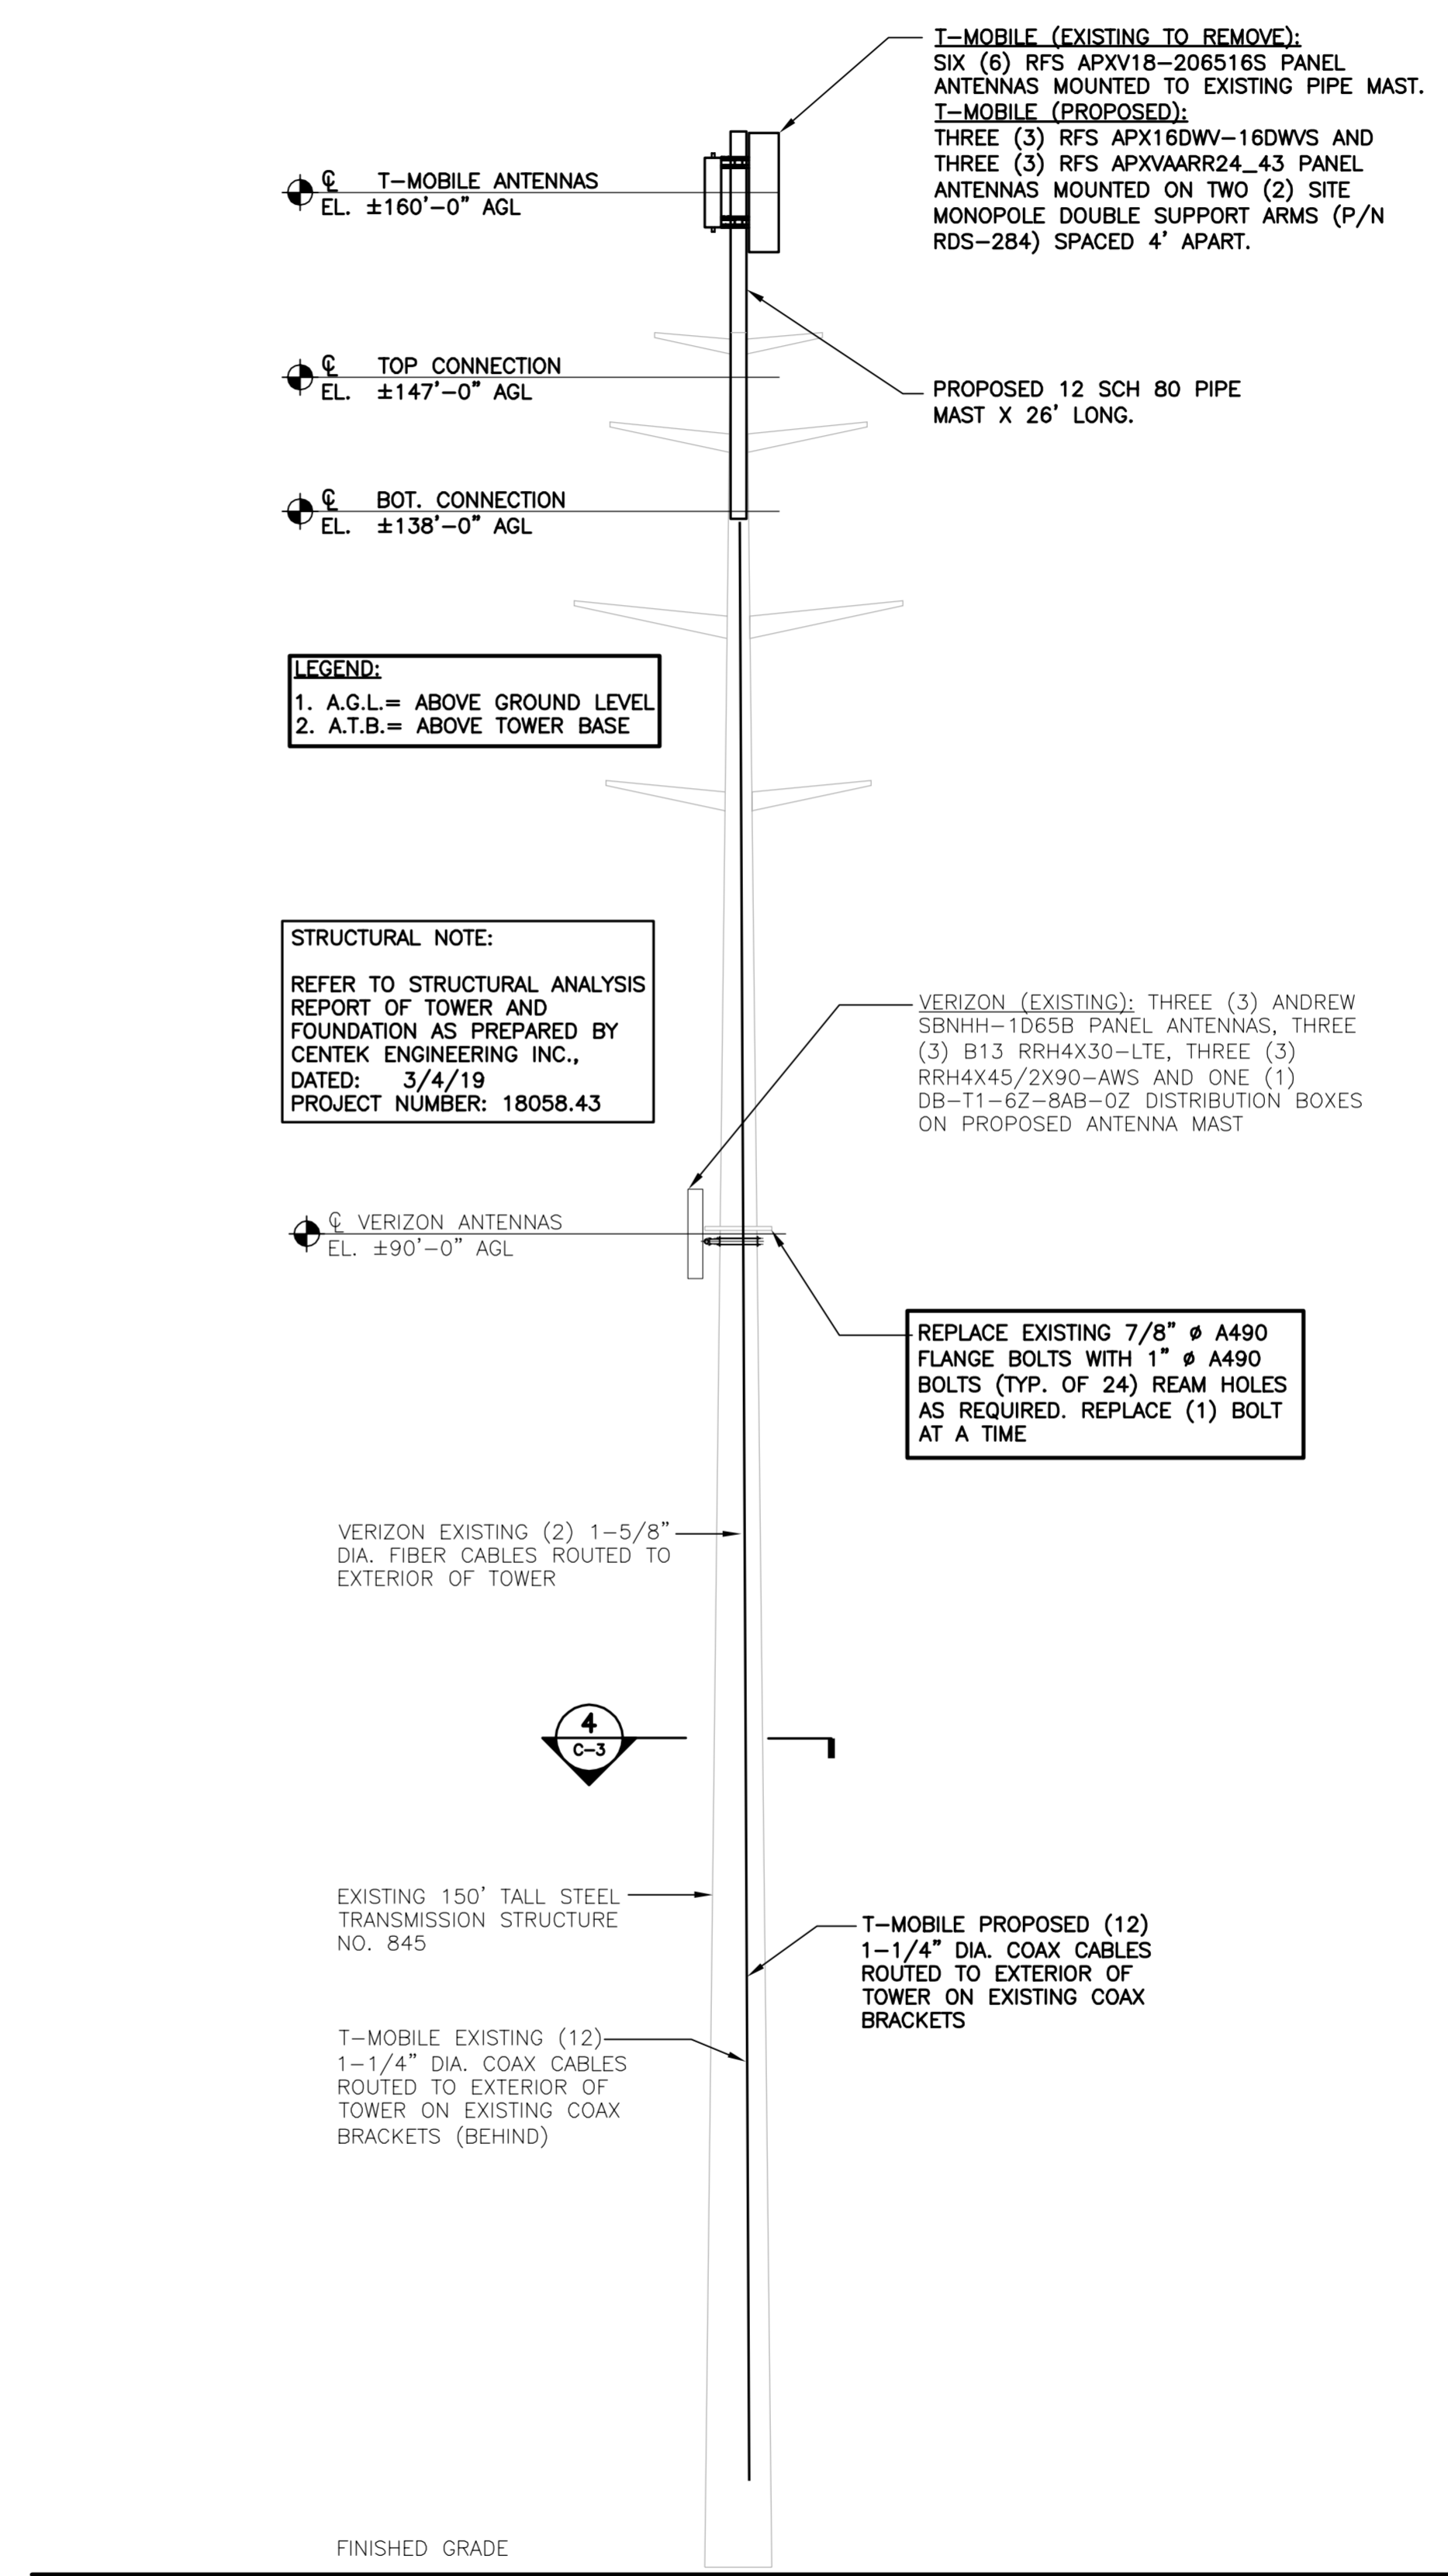 T-MOBILE (EXISTING TO REMOVE):
SIX (6) RFS APXV18-206516S PANEL
ANTENNAS MOUNTED TO EXISTING PIPE MAST.
T-MOBILE (PROPOSED):
THREE (3) RFS APX16DWV-16DWVS AND
THREE (3) RFS APXVAARR24_43 PANEL
ANTENNAS MOUNTED ON TWO (2) SITE
MONOPOLE DOUBLE SUPPORT ARMS (P/N
RDS-284) SPACED 4' APART.
℄ T-MOBILE ANTENNAS
EL. ±160'-0" AGL
℄ TOP CONNECTION
EL. ±147'-0" AGL
PROPOSED 12 SCH 80 PIPE
MAST X 26' LONG.
℄ BOT. CONNECTION
EL. ±138'-0" AGL
LEGEND:
1. A.G.L.= ABOVE GROUND LEVEL
2. A.T.B.= ABOVE TOWER BASE
STRUCTURAL NOTE:
REFER TO STRUCTURAL ANALYSIS
REPORT OF TOWER AND
FOUNDATION AS PREPARED BY
CENTEK ENGINEERING INC.,
DATED: 3/4/19
PROJECT NUMBER: 18058.43
VERIZON (EXISTING): THREE (3) ANDREW
SBNHH-1D65B PANEL ANTENNAS, THREE
(3) B13 RRH4X30-LTE, THREE (3)
RRH4X45/2X90-AWS AND ONE (1)
DB-T1-6Z-8AB-0Z DISTRIBUTION BOXES
ON PROPOSED ANTENNA MAST
℄ VERIZON ANTENNAS
EL. ±90'-0" AGL
REPLACE EXISTING 7/8" ø A490
FLANGE BOLTS WITH 1" ø A490
BOLTS (TYP. OF 24) REAM HOLES
AS REQUIRED. REPLACE (1) BOLT
AT A TIME
VERIZON EXISTING (2) 1-5/8"
DIA. FIBER CABLES ROUTED TO
EXTERIOR OF TOWER
4
C-3
EXISTING 150' TALL STEEL
TRANSMISSION STRUCTURE
NO. 845
T-MOBILE PROPOSED (12)
1-1/4" DIA. COAX CABLES
ROUTED TO EXTERIOR OF
TOWER ON EXISTING COAX
BRACKETS
T-MOBILE EXISTING (12)
1-1/4" DIA. COAX CABLES
ROUTED TO EXTERIOR OF
TOWER ON EXISTING COAX
BRACKETS (BEHIND)
FINISHED GRADE